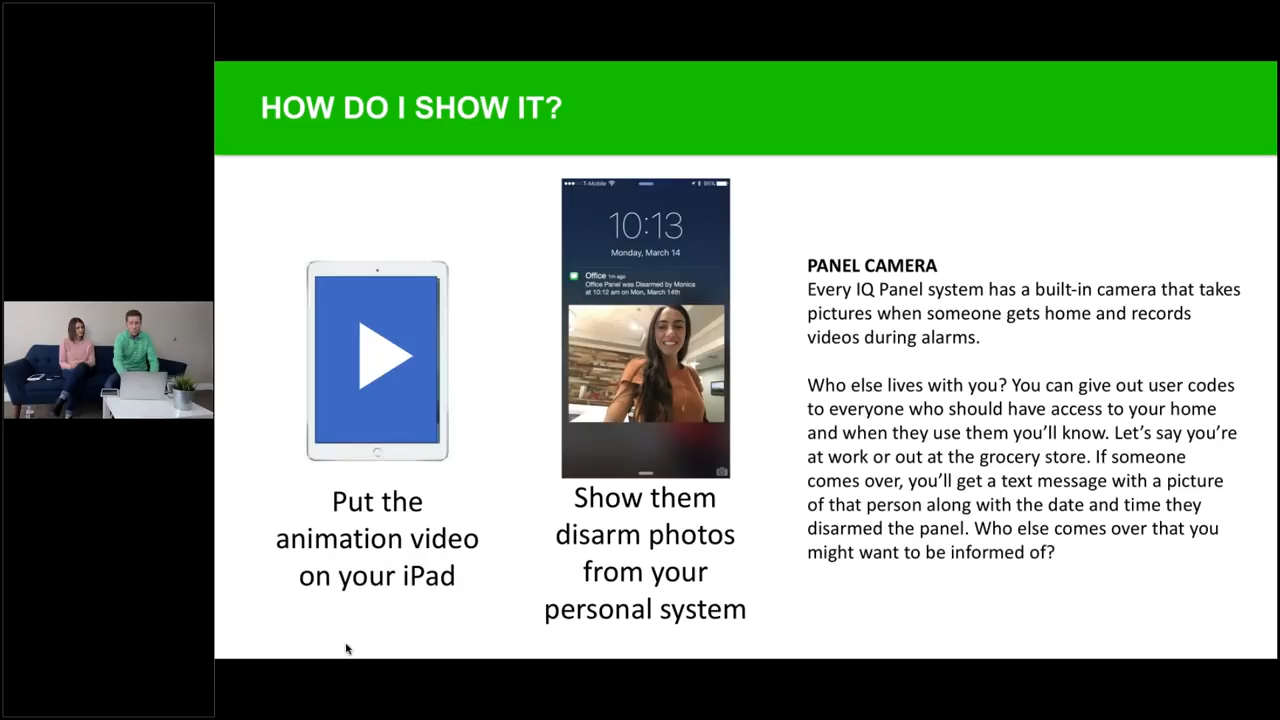 HOW DO I SHOW IT?
T-Mobile
95%
10:13
Monday, March 14
Office 1m ago
Office Panel was Disarmed by Monica
at 10:12 am on Mon, March 14th
Put the
animation video
on your iPad
Show them
disarm photos
from your
personal system
PANEL CAMERA
Every IQ Panel system has a built-in camera that takes
pictures when someone gets home and records
videos during alarms.
Who else lives with you? You can give out user codes
to everyone who should have access to your home
and when they use them you’ll know. Let’s say you’re
at work or out at the grocery store. If someone
comes over, you’ll get a text message with a picture
of that person along with the date and time they
disarmed the panel. Who else comes over that you
might want to be informed of?